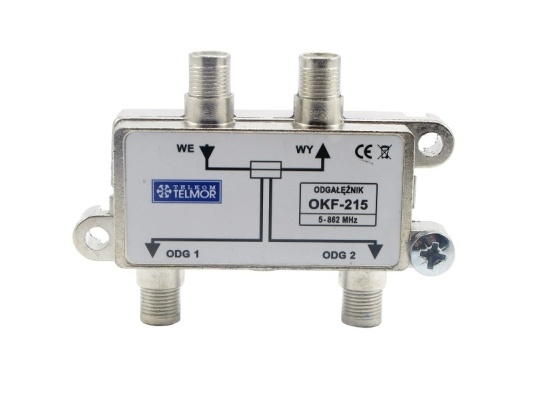 WE
WY
CE
TELKOM
TELMOR
ODGAŁĘŹNIK
OKF-215
5-862 MHz
ODG 1
ODG 2